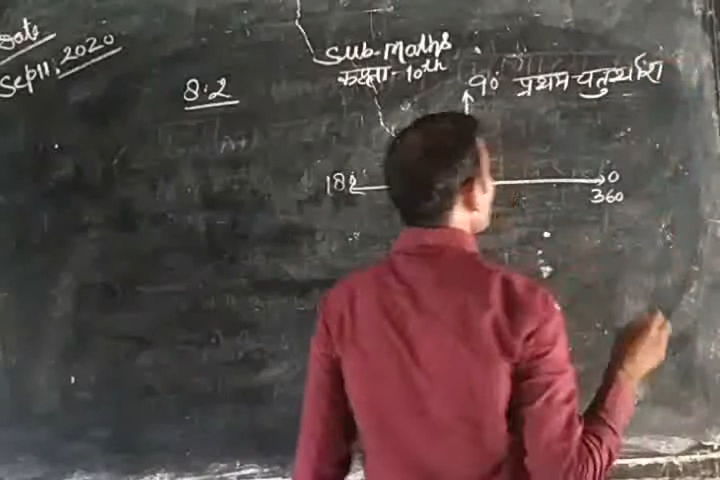 Date
Sep 11, 2020
Sub-Maths
कक्षा-10th
8:2
90° प्रथम चतुर्थांश
180
0
360